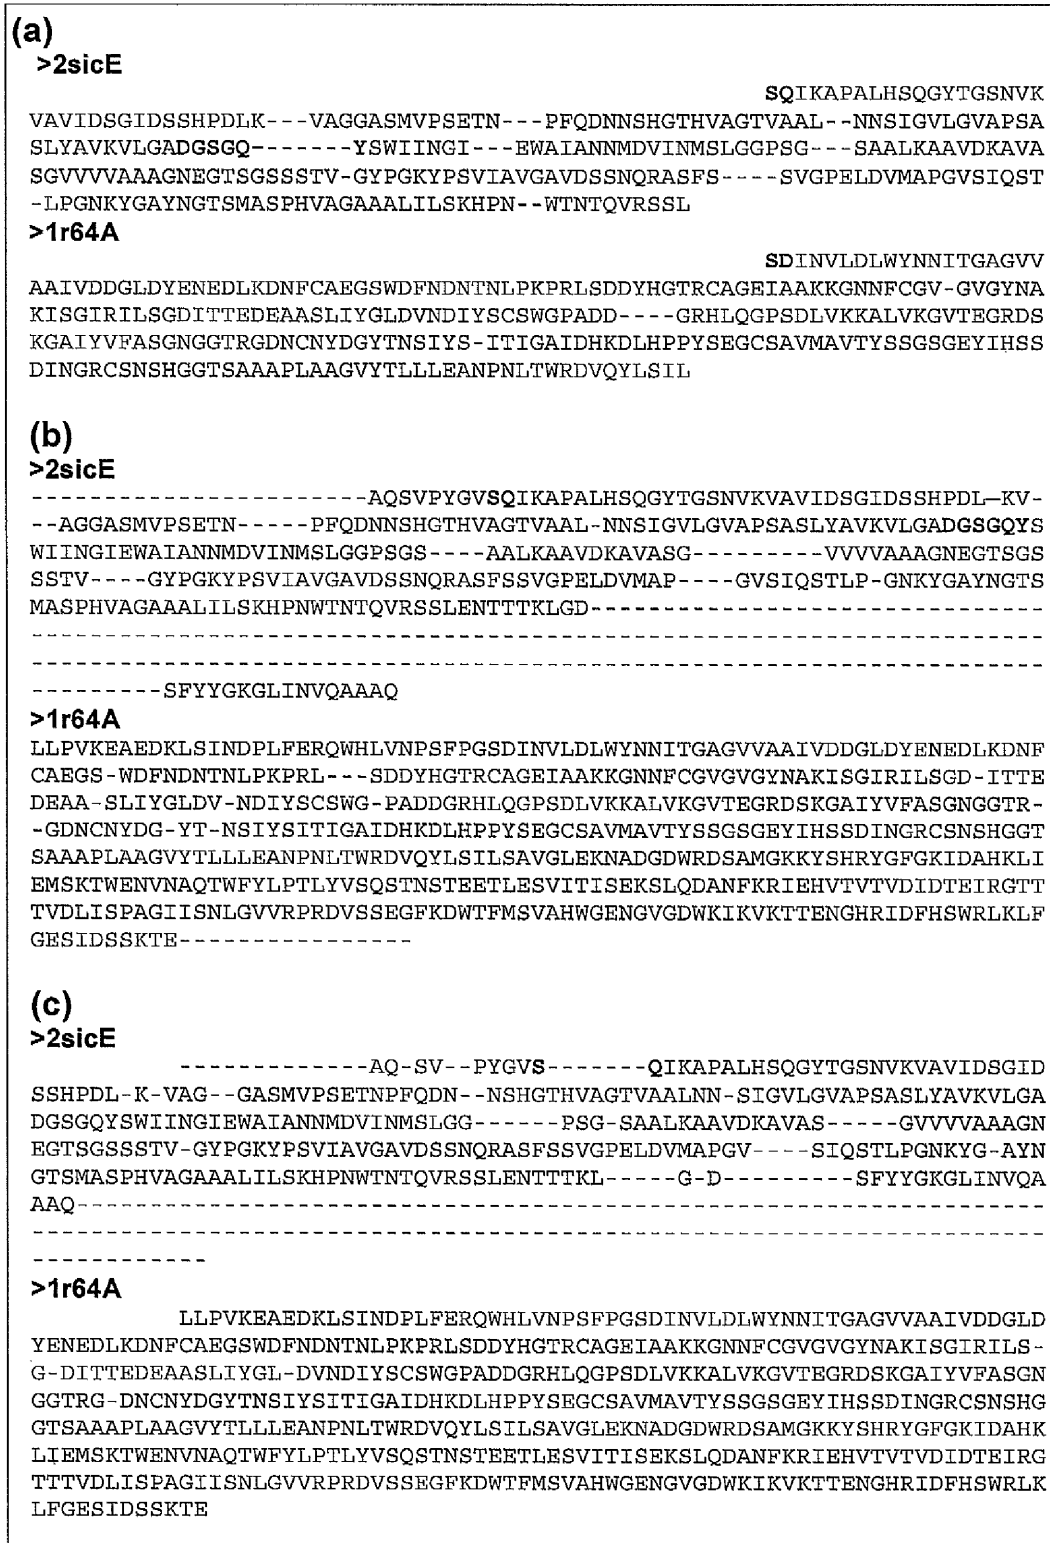 (a)
>2sicE
SQIKAPALHSQGYTGSNVK
VAVIDSGIDSSHPDLK---VAGGASMVPSETN---PFQDNNSHGTHVAGTVAAL--NNSIGVLGVAPSA
SLYAVKVLGADGSGQ-------YSWIINGI---EWAIANNMDVINMSLGGPSG---SAALKAAVDKAVA
SGVVVVAAAGNEGTSGSSSTV-GYPGKYPSVIAVGAVDSSNQRASFS----SVGPELDVMAPGVSIQST
-LPGNKYGAYNGTSMASPHVAGAAALILSKHPN--WTNTQVRSSL
>1r64A
SDINVLDLWYNNITGAGVV
AAIVDDGLDYENEDLKDNFCAEGSWDFNDNTNLPKPRLSDDYHGTRCAGEIAAKKGNNFCGV-GVGYNA
KISGIRILSGDITTEDEAASLIYGLDVNDIYSCSWGPADD----GRHLQGPSDLVKKALVKGVTEGRDS
KGAIYVFASGNGGTRGDNCNYDGYTNSIYS-ITIGAIDHKDLHPPYSEGCSAVMAVTYSSGSGEYIHSS
DINGRCSNSHGGTSAAAPLAAGVYTLLLEANPNLTWRDVQYLSIL
(b)
>2sicE
-----------------------AQSVPYGVSQIKAPALHSQGYTGSNVKVAVIDSGIDSSHPDL–KV-
--AGGASMVPSETN-----PFQDNNSHGTHVAGTVAAL-NNSIGVLGVAPSASLYAVKVLGADGSGQYS
WIINGIEWAIANNMDVINMSLGGPSGS----AALKAAVDKAVASG---------VVVVAAAGNEGTSGS
SSTV----GYPGKYPSVIAVGAVDSSNQRASFSSVGPELDVMAP----GVSIQSTLP-GNKYGAYNGTS
MASPHVAGAAALILSKHPNWTNTQVRSSLENTTTKLGD-------------------------------
---------------------------------------------------------------------
---------------------------------------------------------------------
---------SFYYGKGLINVQAAAQ
>1r64A
LLPVKEAEDKLSINDPLFERQWHLVNPSFPGSDINVLDLWYNNITGAGVVAAIVDDGLDYENEDLKDNF
CAEGS-WDFNDNTNLPKPRL---SDDYHGTRCAGEIAAKKGNNFCGVGVGYNAKISGIRILSGD-ITTE
DEAA-SLIYGLDV-NDIYSCSWG-PADDGRHLQGPSDLVKKALVKGVTEGRDSKGAIYVFASGNGGTR-
-GDNCNYDG-YT-NSIYSITIGAIDHKDLHPPYSEGCSAVMAVTYSSGSGEYIHSSDINGRCSNSHGGT
SAAAPLAAGVYTLLLEANPNLTWRDVQYLSILSAVGLEKNADGDWRDSAMGKKYSHRYGFGKIDAHKLI
EMSKTWENVNAQTWFYLPTLYVSQSTNSTEETLESVITISEKSLQDANFKRIEHVTVTVDIDTEIRGTT
TVDLISPAGIISNLGVVRPRDVSSEGFKDWTFMSVAHWGENGVGDWKIKVKTTENGHRIDFHSWRLKLF
GESIDSSKTE----------------
(c)
>2sicE
-------------AQ-SV--PYGVS-------QIKAPALHSQGYTGSNVKVAVIDSGID
SSHPDL-K-VAG--GASMVPSETNPFQDN--NSHGTHVAGTVAALNN-SIGVLGVAPSASLYAVKVLGA
DGSGQYSWIINGIEWAIANNMDVINMSLGG------PSG-SAALKAAVDKAVAS-----GVVVVAAAGN
EGTSGSSSTV-GYPGKYPSVIAVGAVDSSNQRASFSSVGPELDVMAPGV----SIQSTLPGNKYG-AYN
GTSMASPHVAGAAALILSKHPNWTNTQVRSSLENTTTKL-----G-D---------SFYYGKGLINVQA
AAQ------------------------------------------------------------------
---------------------------------------------------------------------
------------
>1r64A
LLPVKEAEDKLSINDPLFERQWHLVNPSFPGSDINVLDLWYNNITGAGVVAAIVDDGLD
YENEDLKDNFCAEGSWDFNDNTNLPKPRLSDDYHGTRCAGEIAAKKGNNFCGVGVGYNAKISGIRILS-
G-DITTEDEAASLIYGL-DVNDIYSCSWGPADDGRHLQGPSDLVKKALVKGVTEGRDSKGAIYVFASGN
GGTRG-DNCNYDGYTNSIYSITIGAIDHKDLHPPYSEGCSAVMAVTYSSGSGEYIHSSDINGRCSNSHG
GTSAAAPLAAGVYTLLLEANPNLTWRDVQYLSILSAVGLEKNADGDWRDSAMGKKYSHRYGFGKIDAHK
LIEMSKTWENVNAQTWFYLPTLYVSQSTNSTEETLESVITISEKSLQDANFKRIEHVTVTVDIDTEIRG
TTTVDLISPAGIISNLGVVRPRDVSSEGFKDWTFMSVAHWGENGVGDWKIKVKTTENGHRIDFHSWRLK
LFGESIDSSKTE